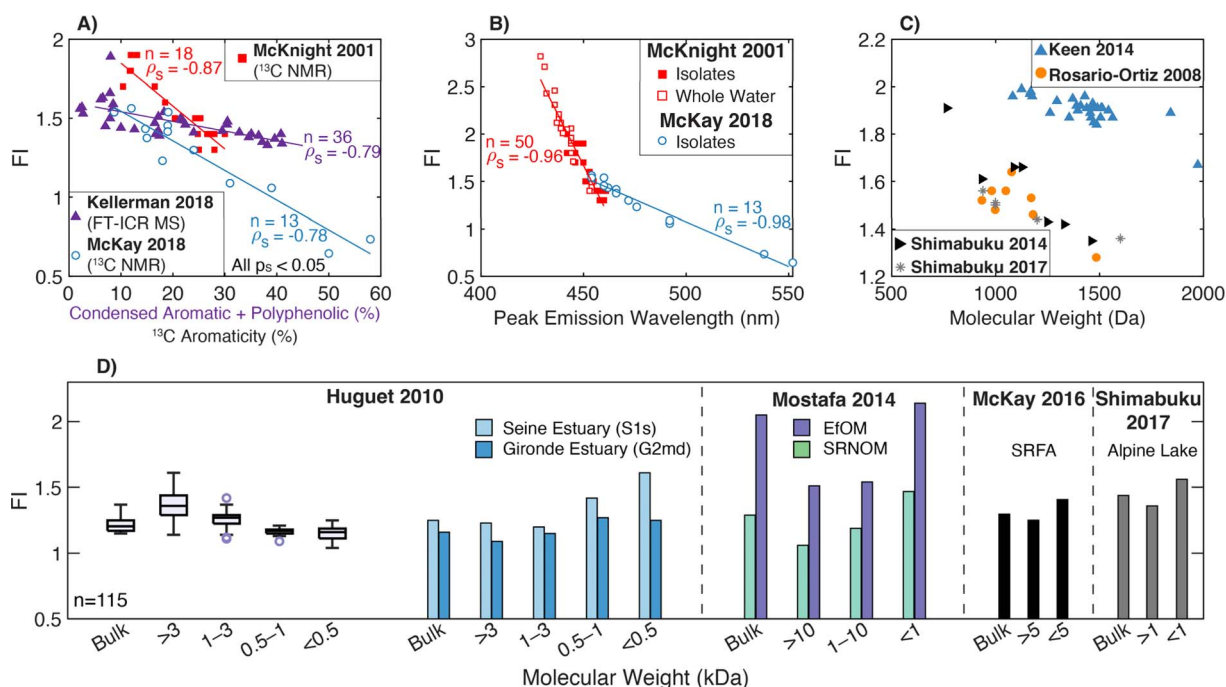 A)
2
1.5
1
0.5
0
10
20
30
40
50
60
FI
n = 18
ρs = -0.87
McKnight 2001
(¹³C NMR)
n = 36
ρs = -0.79
n = 13
ρs = -0.78
Kellerman 2018
(FT-ICR MS)
McKay 2018
(¹³C NMR)
All ps < 0.05
Condensed Aromatic + Polyphenolic (%)
¹³C Aromaticity (%)
B)
3
2.5
2
1.5
1
0.5
400
450
500
550
FI
McKnight 2001
Isolates
Whole Water
McKay 2018
Isolates
n = 50
ρs = -0.96
n = 13
ρs = -0.98
Peak Emission Wavelength (nm)
C)
2.2
2
1.8
1.6
1.4
1.2
500
1000
1500
2000
FI
Keen 2014
Rosario-Ortiz 2008
Shimabuku 2014
Shimabuku 2017
Molecular Weight (Da)
D)
2
1.5
1
0.5
FI
Huguet 2010
Seine Estuary (S1s)
Gironde Estuary (G2md)
n=115
Bulk
>3
1–3
0.5–1
<0.5
Bulk
>3
1–3
0.5–1
<0.5
Mostafa 2014
EfOM
SRNOM
Bulk
>10
1–10
<1
McKay 2016
SRFA
Bulk
>5
<5
Shimabuku
2017
Alpine Lake
Bulk
>1
<1
Molecular Weight (kDa)